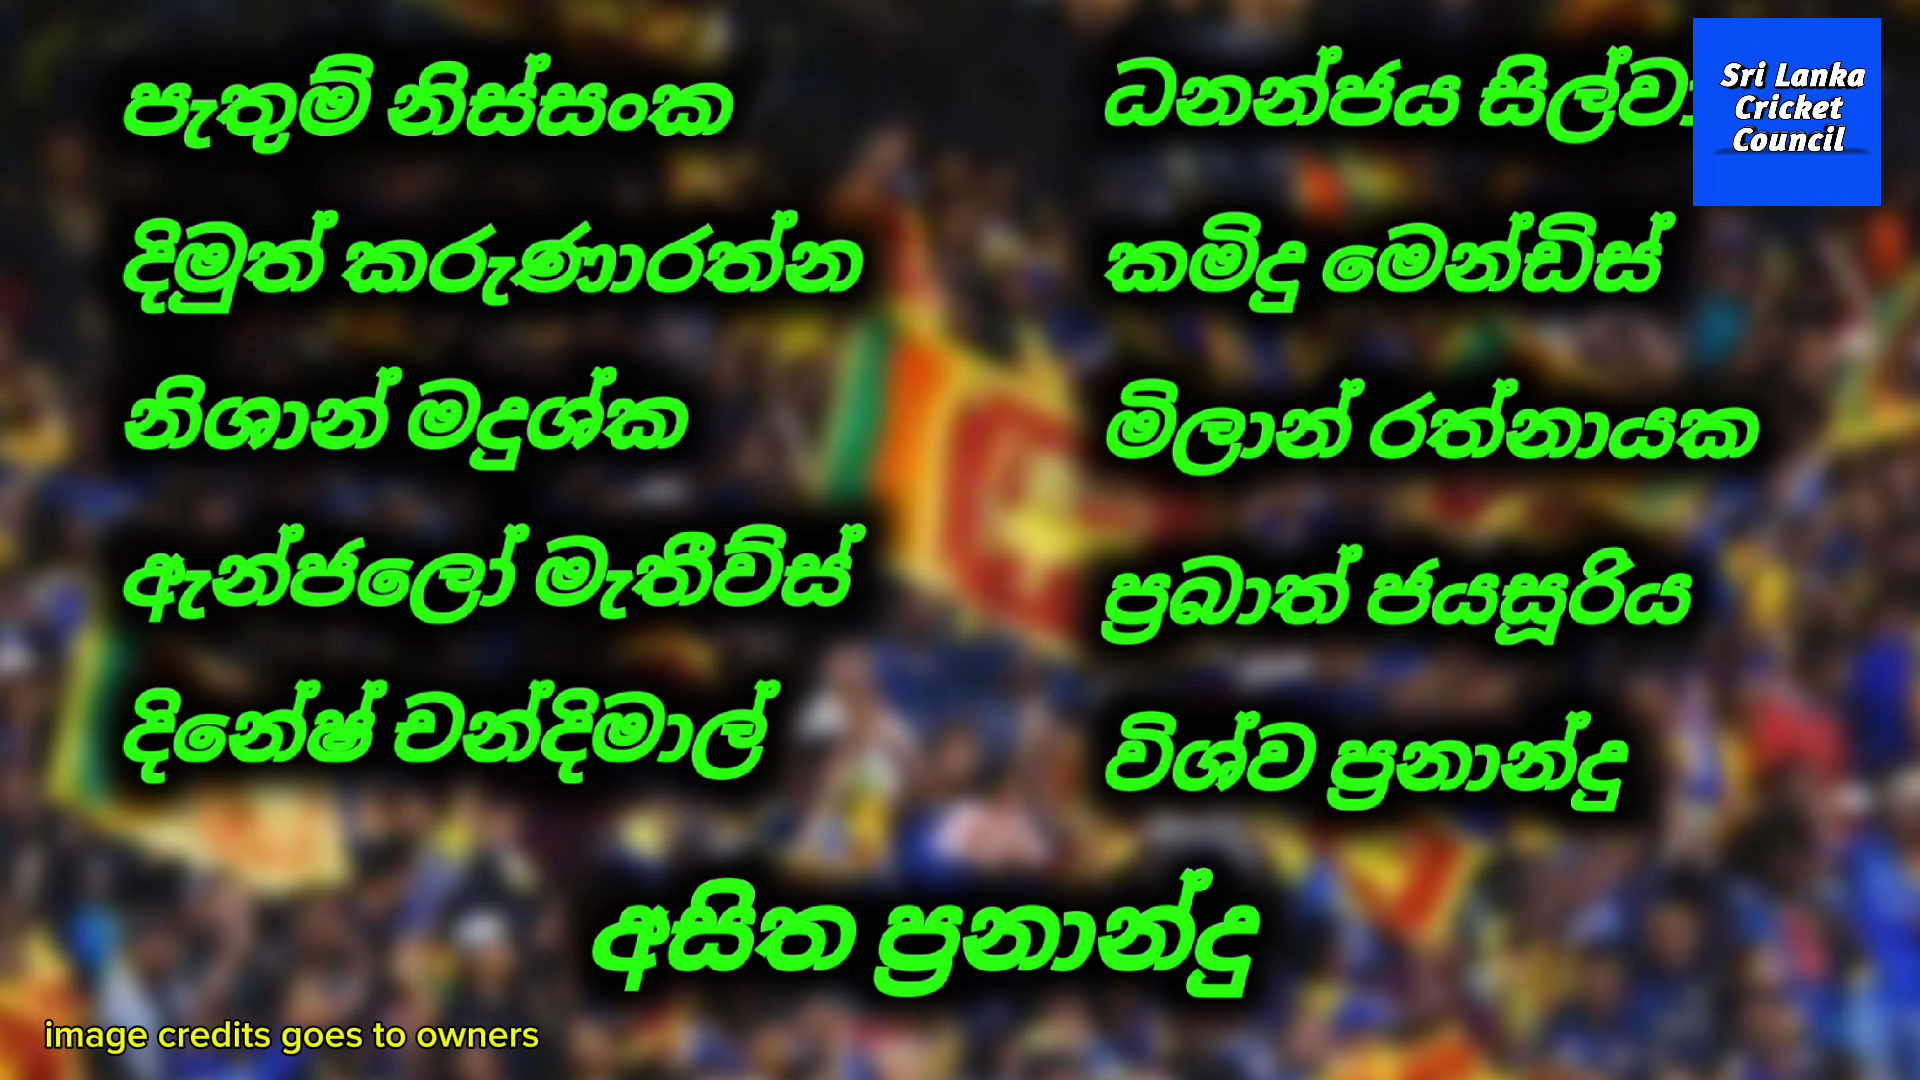 පැතුම් නිස්සංක
දිමුත් කරුණාරත්න
නිශාන් මදුශ්ක
ඇන්ජලෝ මැතීව්ස්
දිනේෂ් චන්දිමාල්
ධනන්ජය සිල්වා
කමිඳු මෙන්ඩිස්
මිලාන් රත්නායක
ප්‍රබාත් ජයසූරිය
විශ්ව ප්‍රනාන්දු
අසිත ප්‍රනාන්දු
Sri Lanka
Cricket
Council
image credits goes to owners